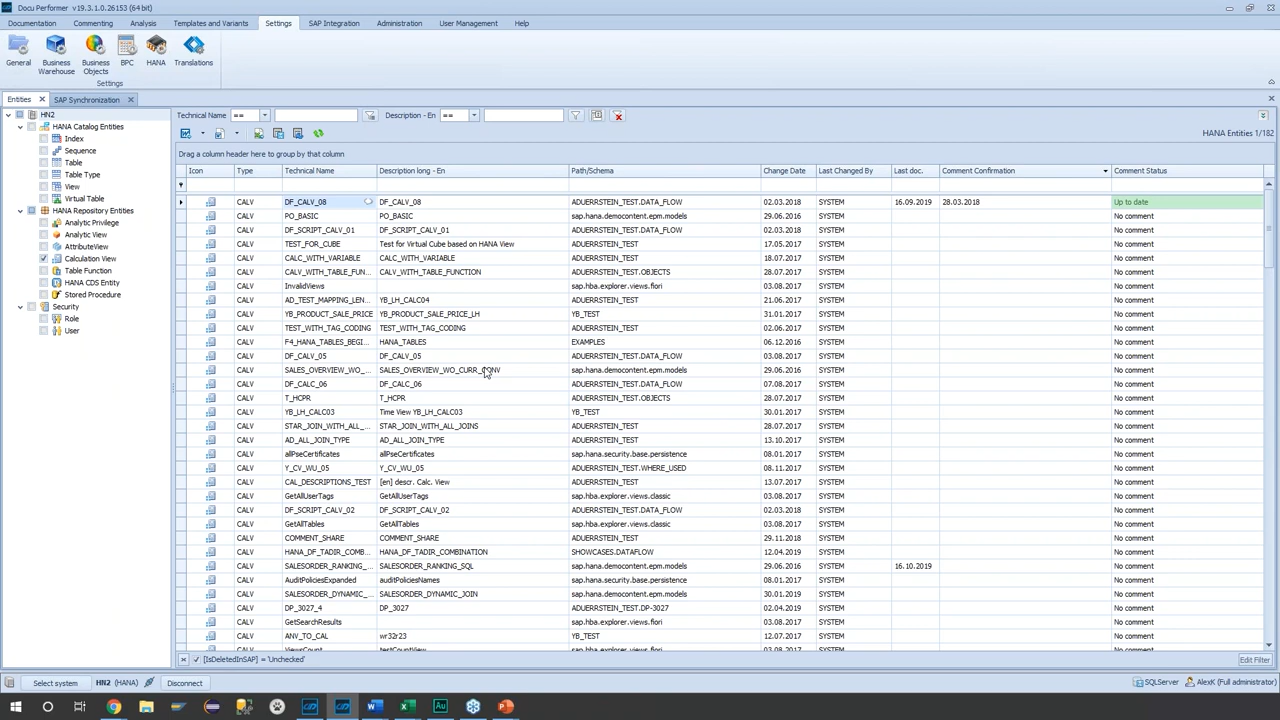 Docu Performer v19.3.1.0.26153 (64 bit)
Documentation Commenting Analysis Templates and Variants Settings SAP Integration Administration User Management Help
General Business Warehouse Business Objects BPC HANA Translations
Settings
Entities SAP Synchronization
HN2
HANA Catalog Entities
Index
Sequence
Table
Table Type
View
Virtual Table
HANA Repository Entities
Analytic Privilege
Analytic View
AttributeView
Calculation View
Table Function
HANA CDS Entity
Stored Procedure
Security
Role
User
Technical Name == Description - En ==
HANA Entities 1/182
Drag a column header here to group by that column
Icon Type Technical Name Description long - En Path/Schema Change Date Last Changed By Last doc. Comment Confirmation Comment Status
CALV DF_CALV_08 DF_CALV_08 ADUERRSTEIN_TEST.DATA_FLOW 02.03.2018 SYSTEM 16.09.2019 28.03.2018 Up to date
CALV PO_BASIC PO_BASIC sap.hana.democontent.epm.models 29.06.2016 SYSTEM No comment
CALV DF_SCRIPT_CALV_01 DF_SCRIPT_CALV_01 ADUERRSTEIN_TEST.DATA_FLOW 02.03.2018 SYSTEM No comment
CALV TEST_FOR_CUBE Test for Virtual Cube based on HANA View ADUERRSTEIN_TEST 17.05.2017 SYSTEM No comment
CALV CALC_WITH_VARIABLE CALC_WITH_VARIABLE ADUERRSTEIN_TEST 18.07.2017 SYSTEM No comment
CALV CALV_WITH_TABLE_FUN... CALV_WITH_TABLE_FUNCTION ADUERRSTEIN_TEST.OBJECTS 28.07.2017 SYSTEM No comment
CALV InvalidViews sap.hba.explorer.views.fiori 03.08.2017 SYSTEM No comment
CALV AD_TEST_MAPPING_LEN... YB_LH_CALC04 ADUERRSTEIN_TEST 21.06.2017 SYSTEM No comment
CALV YB_PRODUCT_SALE_PRICE YB_PRODUCT_SALE_PRICE_LH YB_TEST 31.01.2017 SYSTEM No comment
CALV TEST_WITH_TAG_CODING TEST_WITH_TAG_CODING ADUERRSTEIN_TEST 02.06.2017 SYSTEM No comment
CALV F4_HANA_TABLES_BEGI... HANA_TABLES EXAMPLES 06.12.2016 SYSTEM No comment
CALV DF_CALV_05 DF_CALV_05 ADUERRSTEIN_TEST.DATA_FLOW 03.08.2017 SYSTEM No comment
CALV SALES_OVERVIEW_WO_... SALES_OVERVIEW_WO_CURR_CONV sap.hana.democontent.epm.models 29.06.2016 SYSTEM No comment
CALV DF_CALC_06 DF_CALC_06 ADUERRSTEIN_TEST.DATA_FLOW 07.08.2017 SYSTEM No comment
CALV T_HCPR T_HCPR ADUERRSTEIN_TEST.OBJECTS 28.07.2017 SYSTEM No comment
CALV YB_LH_CALC03 Time View YB_LH_CALC03 YB_TEST 30.01.2017 SYSTEM No comment
CALV STAR_JOIN_WITH_ALL_... STAR_JOIN_WITH_ALL_JOINS ADUERRSTEIN_TEST 28.07.2017 SYSTEM No comment
CALV AD_ALL_JOIN_TYPE AD_ALL_JOIN_TYPE ADUERRSTEIN_TEST 13.10.2017 SYSTEM No comment
CALV allPseCertificates allPseCertificates sap.hana.security.base.persistence 08.01.2017 SYSTEM No comment
CALV Y_CV_WU_05 Y_CV_WU_05 ADUERRSTEIN_TEST.WHERE_USED 08.11.2017 SYSTEM No comment
CALV CAL_DESCRIPTIONS_TEST [en] descr. Calc. View ADUERRSTEIN_TEST 13.07.2017 SYSTEM No comment
CALV GetAllUserTags GetAllUserTags sap.hba.explorer.views.classic 03.08.2017 SYSTEM No comment
CALV DF_SCRIPT_CALV_02 DF_SCRIPT_CALV_02 ADUERRSTEIN_TEST.DATA_FLOW 02.03.2018 SYSTEM No comment
CALV GetAllTables GetAllTables sap.hba.explorer.views.classic 03.08.2017 SYSTEM No comment
CALV COMMENT_SHARE COMMENT_SHARE ADUERRSTEIN_TEST 29.11.2018 SYSTEM No comment
CALV HANA_DF_TADIR_COMB... HANA_DF_TADIR_COMBINATION SHOWCASES.DATAFLOW 12.04.2019 SYSTEM No comment
CALV SALESORDER_RANKING_... SALESORDER_RANKING_SQL sap.hana.democontent.epm.models 29.06.2016 SYSTEM 16.10.2019 No comment
CALV AuditPoliciesExpanded auditPoliciesNames sap.hana.security.base.persistence 08.01.2017 SYSTEM No comment
CALV SALESORDER_DYNAMIC_... SALESORDER_DYNAMIC_JOIN sap.hana.democontent.epm.models 30.01.2019 SYSTEM No comment
CALV DP_3027_4 DP_3027 ADUERRSTEIN_TEST.DP-3027 02.04.2019 SYSTEM No comment
CALV GetSearchResults sap.hba.explorer.views.fiori 03.08.2017 SYSTEM No comment
CALV ANV_TO_CAL wr32r23 YB_TEST 12.07.2017 SYSTEM No comment
CALV ViewsCount testCountView sap.hba.explorer.views.fiori 03.08.2017 SYSTEM No comment
[IsDeletedInSAP] = 'Unchecked' Edit Filter
Select system HN2 (HANA) Disconnect SQLServer AlexK (Full administrator)